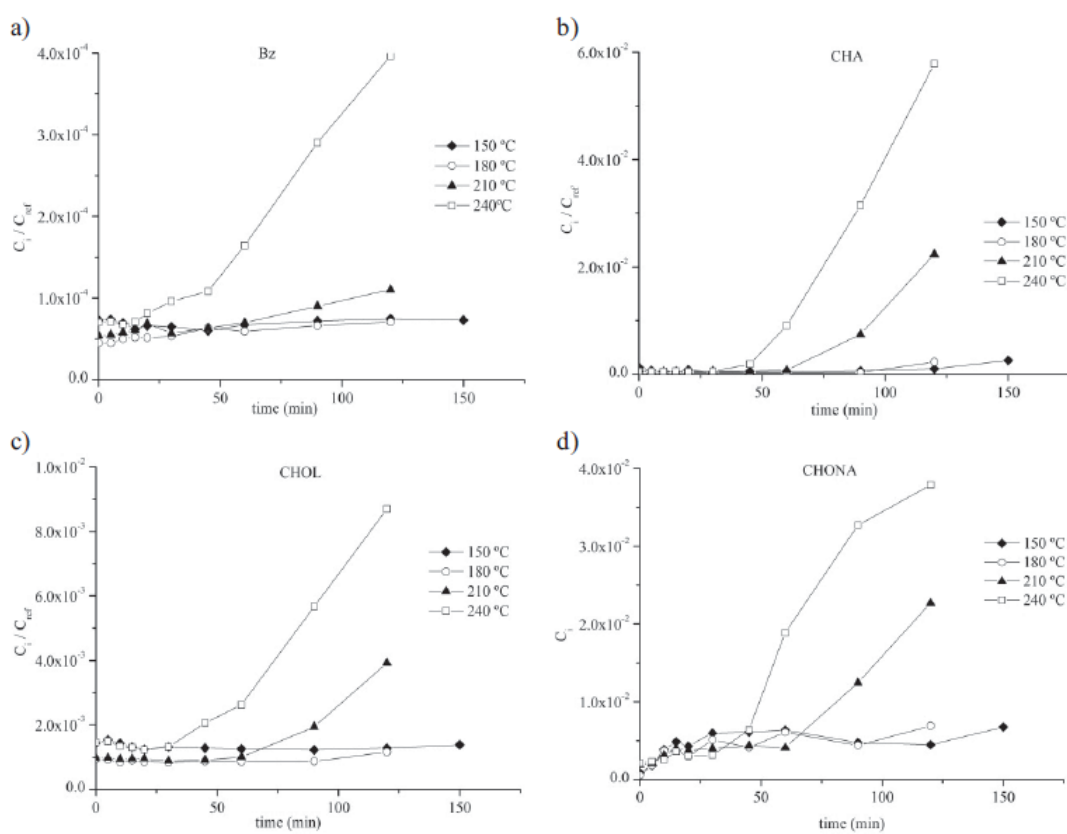 a)
Bz
4.0x10⁻⁴
3.0x10⁻⁴
2.0x10⁻⁴
1.0x10⁻⁴
0.0
Cᵢ / C_ref
0 50 100 150
time (min)
150 ºC
180 ºC
210 ºC
240ºC
b)
CHA
6.0x10⁻²
4.0x10⁻²
2.0x10⁻²
0.0
Cᵢ / C_ref
0 50 100 150
time (min)
150 ºC
180 ºC
210 ºC
240 ºC
c)
CHOL
1.0x10⁻²
8.0x10⁻³
6.0x10⁻³
4.0x10⁻³
2.0x10⁻³
0.0
Cᵢ / C_ref
0 50 100 150
time (min)
150 ºC
180 ºC
210 ºC
240 ºC
d)
CHONA
4.0x10⁻²
3.0x10⁻²
2.0x10⁻²
1.0x10⁻²
0.0
Cᵢ
0 50 100 150
time (min)
150 ºC
180 ºC
210 ºC
240 ºC